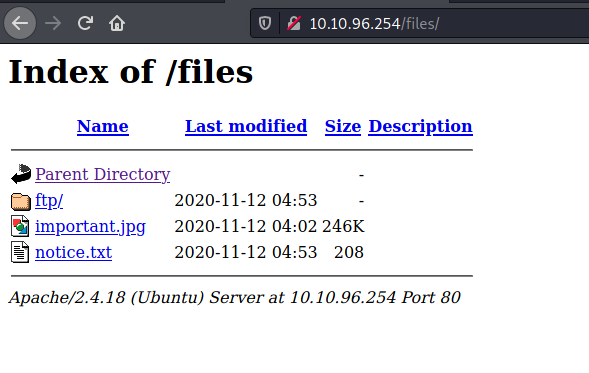 10.10.96.254/files/
Index of /files
Name Last modified Size Description
Parent Directory -
ftp/ 2020-11-12 04:53 -
important.jpg 2020-11-12 04:02 246K
notice.txt 2020-11-12 04:53 208
Apache/2.4.18 (Ubuntu) Server at 10.10.96.254 Port 80